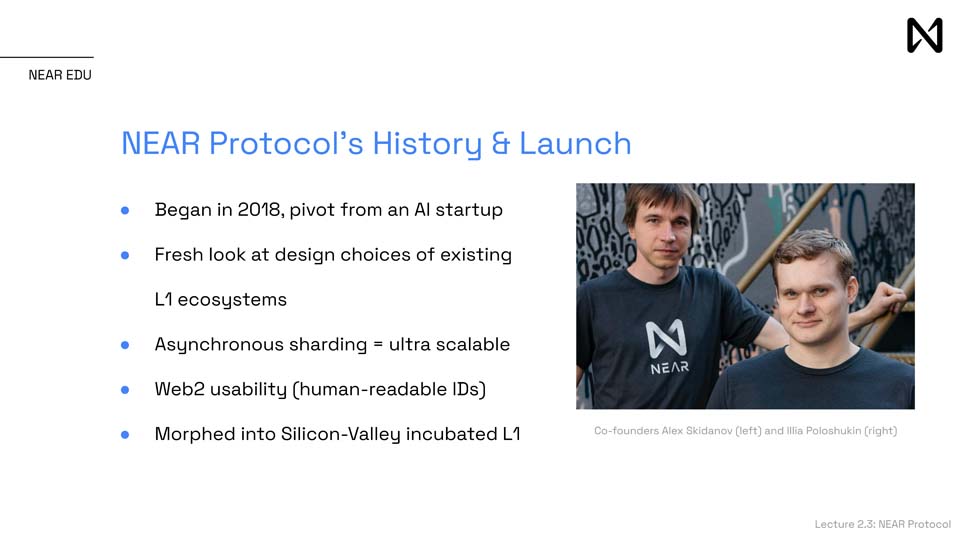 NEAR EDU
NEAR Protocol's History & Launch
Began in 2018, pivot from an AI startup
Fresh look at design choices of existing
L1 ecosystems
Asynchronous sharding = ultra scalable
Web2 usability (human-readable IDs)
Morphed into Silicon-Valley incubated L1
NEAR
Co-founders Alex Skidanov (left) and Illia Poloshukin (right)
Lecture 2.3: NEAR Protocol